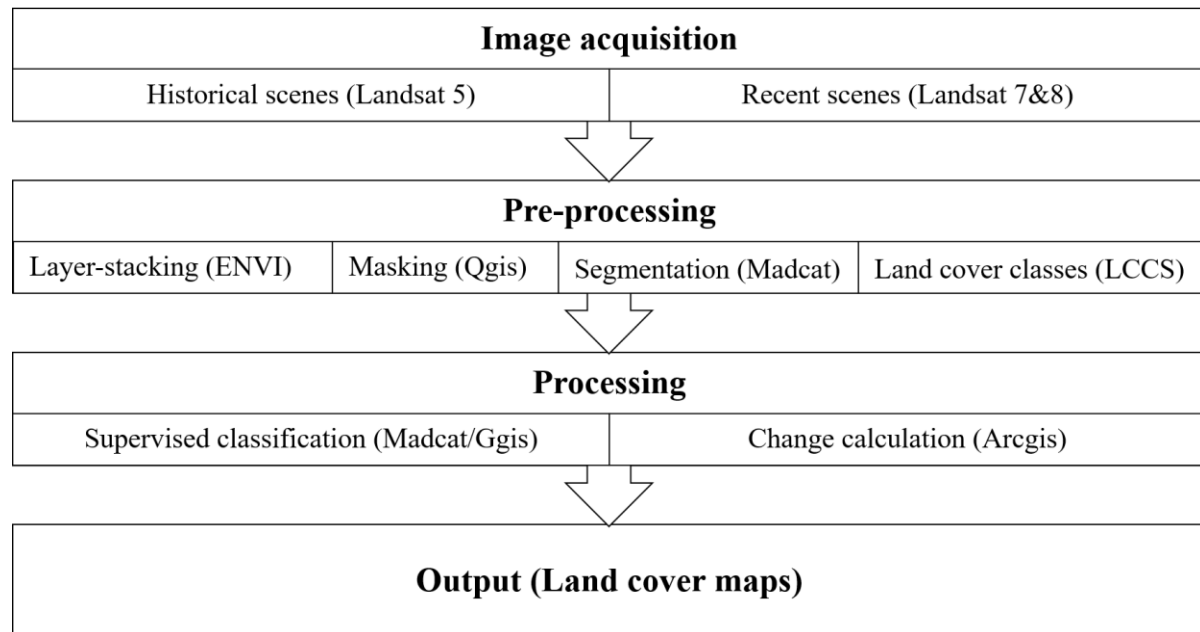 Image acquisition
Historical scenes (Landsat 5)
Recent scenes (Landsat 7&8)
Pre-processing
Layer-stacking (ENVI)
Masking (Qgis)
Segmentation (Madcat)
Land cover classes (LCCS)
Processing
Supervised classification (Madcat/Ggis)
Change calculation (Arcgis)
Output (Land cover maps)